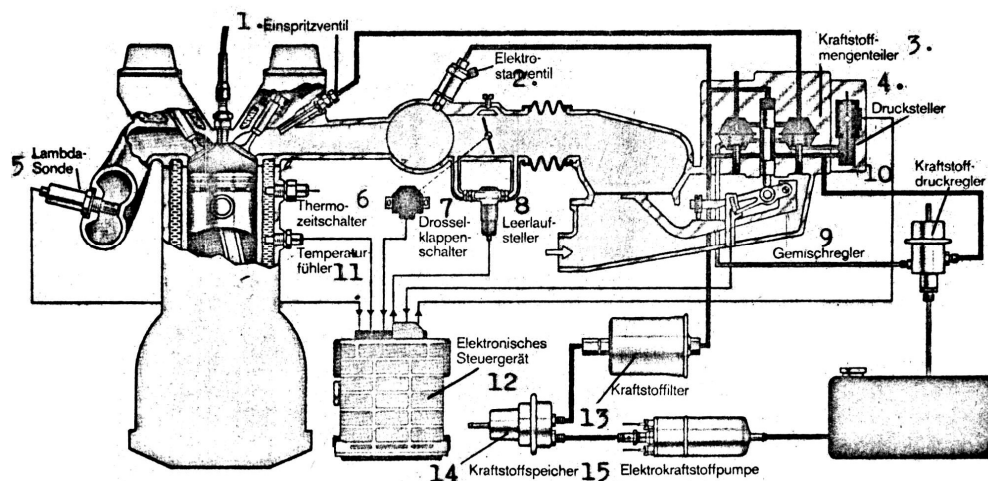 1. Einspritzventil
Elektro-
startventil
2.
Kraftstoff-
mengenteiler
3.
4.
Drucksteller
5 Lambda-
Sonde
Kraftstoff-
druckregler
10
6
Thermo-
zeitschalter
7
Drossel-
klappen-
schalter
8
Leerlauf-
steller
9
Gemischregler
Temperatur-
fühler
11.
Elektronisches
Steuergerät
12
Kraftstoffilter
13
14 Kraftstoffspeicher
15 Elektrokraftstoffpumpe